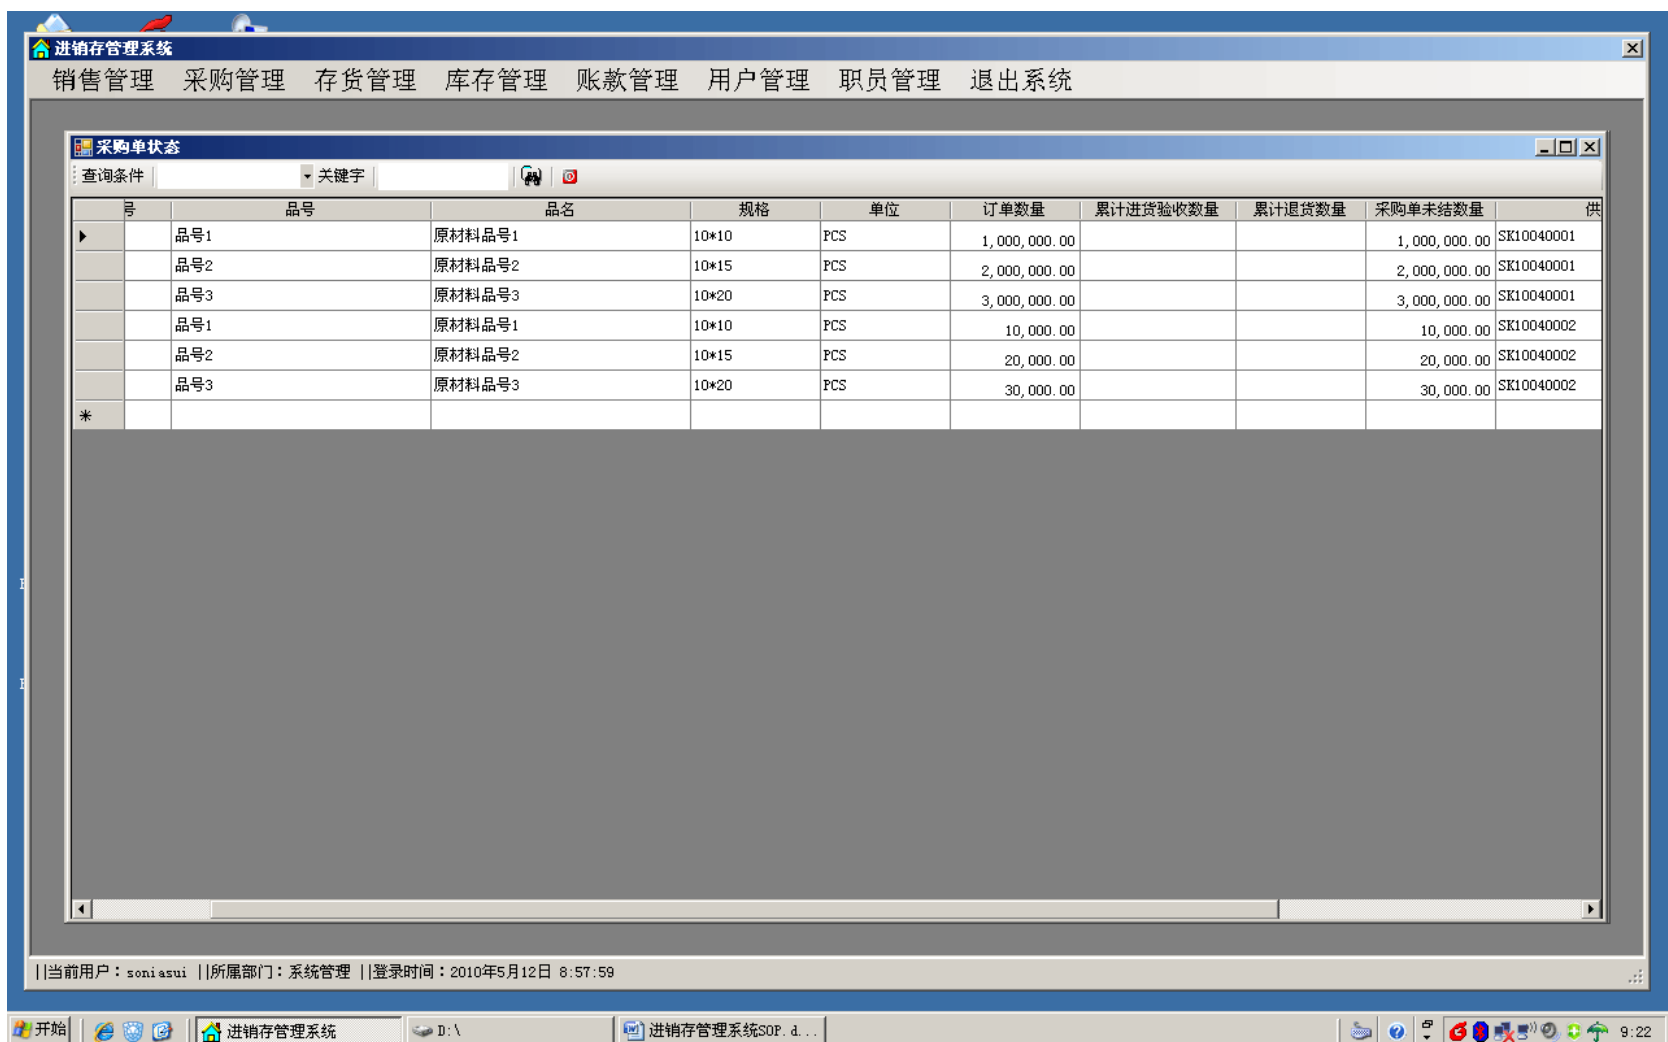 进销存管理系统
销售管理 采购管理 存货管理 库存管理 账款管理 用户管理 职员管理 退出系统
采购单状态
查询条件 关键字
号 品号 品名 规格 单位 订单数量 累计进货验收数量 累计退货数量 采购单未结数量 供
品号1 原材料品号1 10*10 PCS 1,000,000.00 1,000,000.00 SK10040001
品号2 原材料品号2 10*15 PCS 2,000,000.00 2,000,000.00 SK10040001
品号3 原材料品号3 10*20 PCS 3,000,000.00 3,000,000.00 SK10040001
品号1 原材料品号1 10*10 PCS 10,000.00 10,000.00 SK10040002
品号2 原材料品号2 10*15 PCS 20,000.00 20,000.00 SK10040002
品号3 原材料品号3 10*20 PCS 30,000.00 30,000.00 SK10040002
||当前用户：soniasui ||所属部门：系统管理 ||登录时间：2010年5月12日 8:57:59
开始 进销存管理系统 D:\ 进销存管理系统SOP.d... 9:22